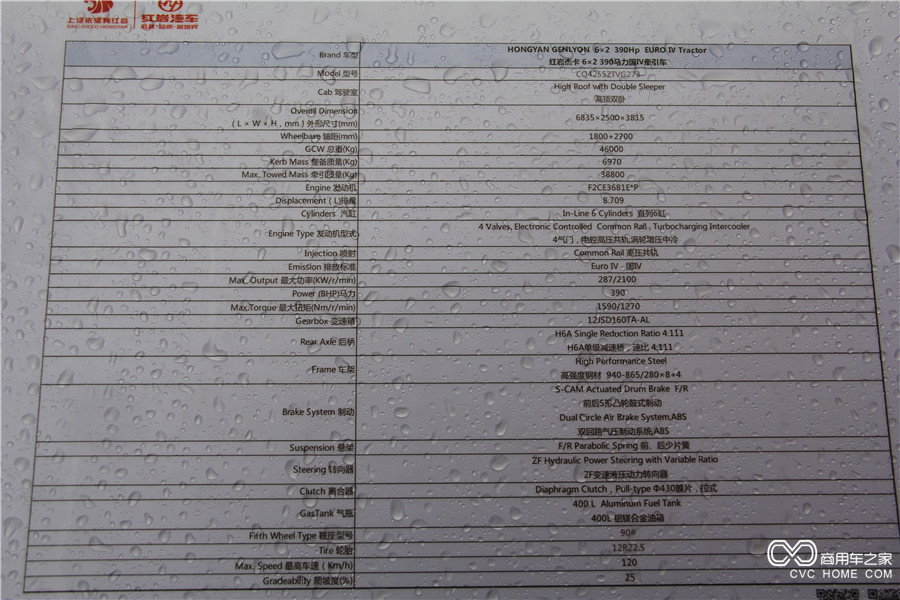 上汽依维柯红岩
SAIC-IVECO HONGYAN
红岩汽车
Brand 车型 HONGYAN GENLYON 6×2 390Hp EURO Ⅳ Tractor
红岩杰卡 6×2 390马力国Ⅳ牵引车
Model 型号 CQ4255ZTVG273
Cab 驾驶室 High Roof with Double Sleeper
高顶双卧
Overall Dimension
( L × W × H , mm ) 外形尺寸(mm) 6835×2500×3815
Wheelbase 轴距(mm) 1800+2700
GCW 总重(Kg) 46000
Kerb Mass 整备质量(Kg) 6970
Max. Towed Mass 牵引质量(Kg) 38800
Engine 发动机 F2CE3681E*P
Displacement ( L)排量 8.709
Cylinders 汽缸 In-Line 6 Cylinders 直列6缸
Engine Type 发动机型式 4 Valves, Electronic Controlled Common Rail , Turbocharging Intercooler
4气门，电控高压共轨,涡轮增压中冷
Injection 喷射 Common Rail 高压共轨
Emission 排放标准 Euro Ⅳ 国Ⅳ
Max. Output 最大功率(KW/r/min) 287/2100
Power (BHP)马力 390
Max.Torque 最大扭矩(Nm/r/min) 1590/1270
Gearbox 变速箱 12JSD160TA-AL
Rear Axle 后桥 H6A Single Reduction Ratio 4.111
H6A单级减速桥，速比 4.111
Frame 车架 High Performance Steel
高强度钢材 940-865/280×8+4
Brake System 制动 S-CAM Actuated Drum Brake F/R
前后S形凸轮鼓式制动
Dual Circle Air Brake System,ABS
双回路气压制动系统,ABS
Suspension 悬架 F/R Parabolic Spring 前、后少片簧
Steering 转向器 ZF Hydraulic Power Steering with Variable Ratio
ZF变速液压动力转向器
Clutch 离合器 Diaphragm Clutch , Pull-type Φ430膜片，拉式
GasTank 气瓶 400 L Aluminum Fuel Tank
400L 铝镁合金油箱
Fifth Wheel Type 鞍座型号 90#
Tire 轮胎 12R22.5
Max. Speed 最高车速 ( Km/h) 120
Gradeability 爬坡度(%) 25
商用车之家
CVC HOME COM